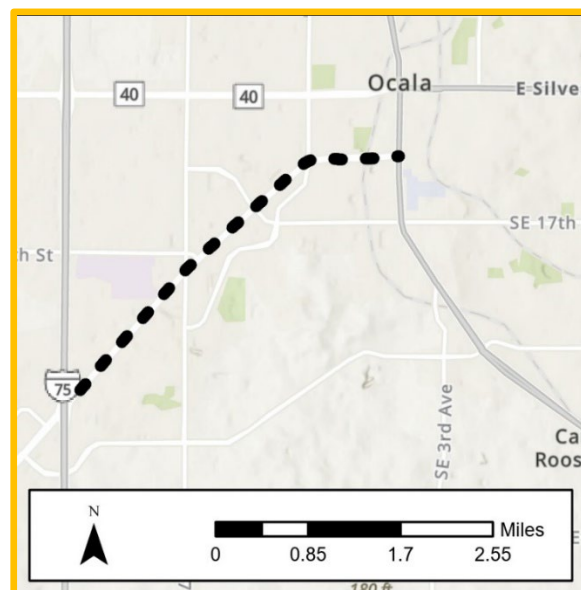 Ocala
40
40
E Silve
SE 17th
h St
75
SE 3rd Ave
Ca
Roos
N
Miles
0 0.85 1.7 2.55
E
180 ft